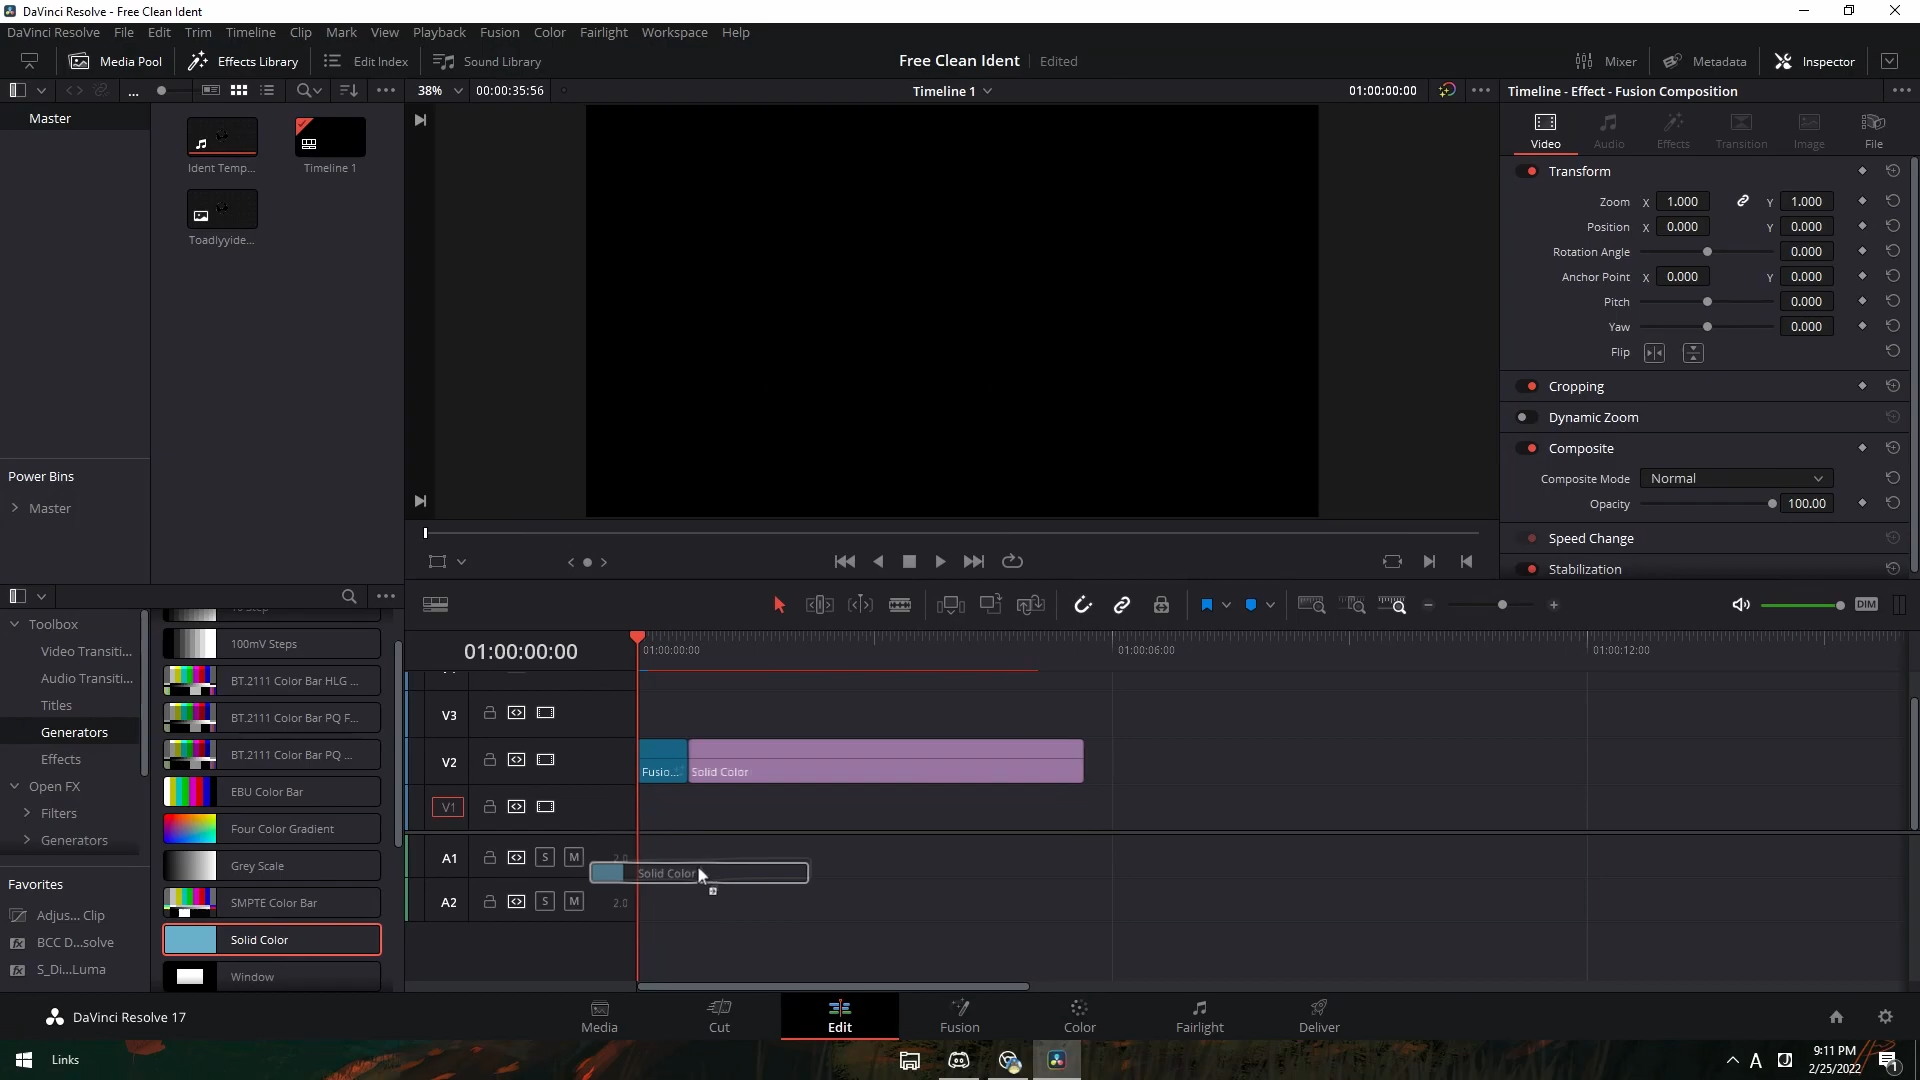 DaVinci Resolve - Free Clean Ident
DaVinci Resolve File Edit Trim Timeline Clip Mark View Playback Fusion Color Fairlight Workspace Help
Media Pool Effects Library Edit Index Sound Library Free Clean Ident Edited Mixer Metadata Inspector
... 38% 00:00:35:56 Timeline 1 01:00:00:00 Timeline - Effect - Fusion Composition
Master
Ident Temp... Timeline 1
Toadlyyide...
Video Audio Effects Transition Image File
Transform
Zoom X 1.000 Y 1.000
Position X 0.000 Y 0.000
Rotation Angle 0.000
Anchor Point X 0.000 Y 0.000
Pitch 0.000
Yaw 0.000
Flip
Cropping
Dynamic Zoom
Composite
Composite Mode Normal
Opacity 100.00
Speed Change
Stabilization
Power Bins
Master
Toolbox
Video Transiti...
Audio Transiti...
Titles
Generators
Effects
Open FX
Filters
Generators
Favorites
Adjus... Clip
BCC D...solve
S_Di...Luma
100mV Steps
BT.2111 Color Bar HLG ...
BT.2111 Color Bar PQ F...
BT.2111 Color Bar PQ ...
EBU Color Bar
Four Color Gradient
Grey Scale
SMPTE Color Bar
Solid Color
Window
DIM
01:00:00:00 01:00:00:00 01:00:06:00 01:00:12:00
V3
V2 Fusio... Solid Color
V1
A1 S M 2.0
Solid Color
A2 S M 2.0
DaVinci Resolve 17 Media Cut Edit Fusion Color Fairlight Deliver
Links A 9:11 PM
2/25/2022 1